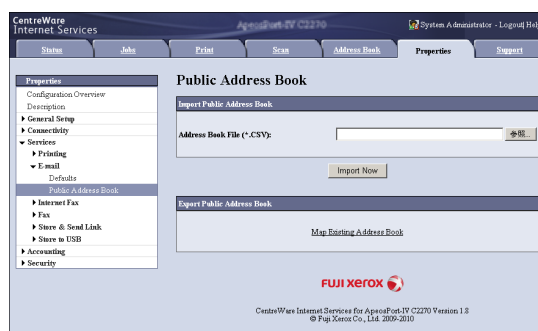 CentreWare
Internet Services
ApeosPort-IV C2270
System Administrator - Logout| Hel
Status
Jobs
Print
Scan
Address Book
Properties
Support
Properties
Configuration Overview
Description
General Setup
Connectivity
Services
Printing
E-mail
Defaults
Public Address Book
Internet Fax
Fax
Store & Send Link
Store to USB
Accounting
Security
Public Address Book
Import Public Address Book
Address Book File (*.CSV):
参照...
Import Now
Export Public Address Book
Map Existing Address Book
FUJI XEROX
CentreWare Internet Services for ApeosPort-IV C2270 Version 1.8
© Fuji Xerox Co., Ltd. 2009-2010